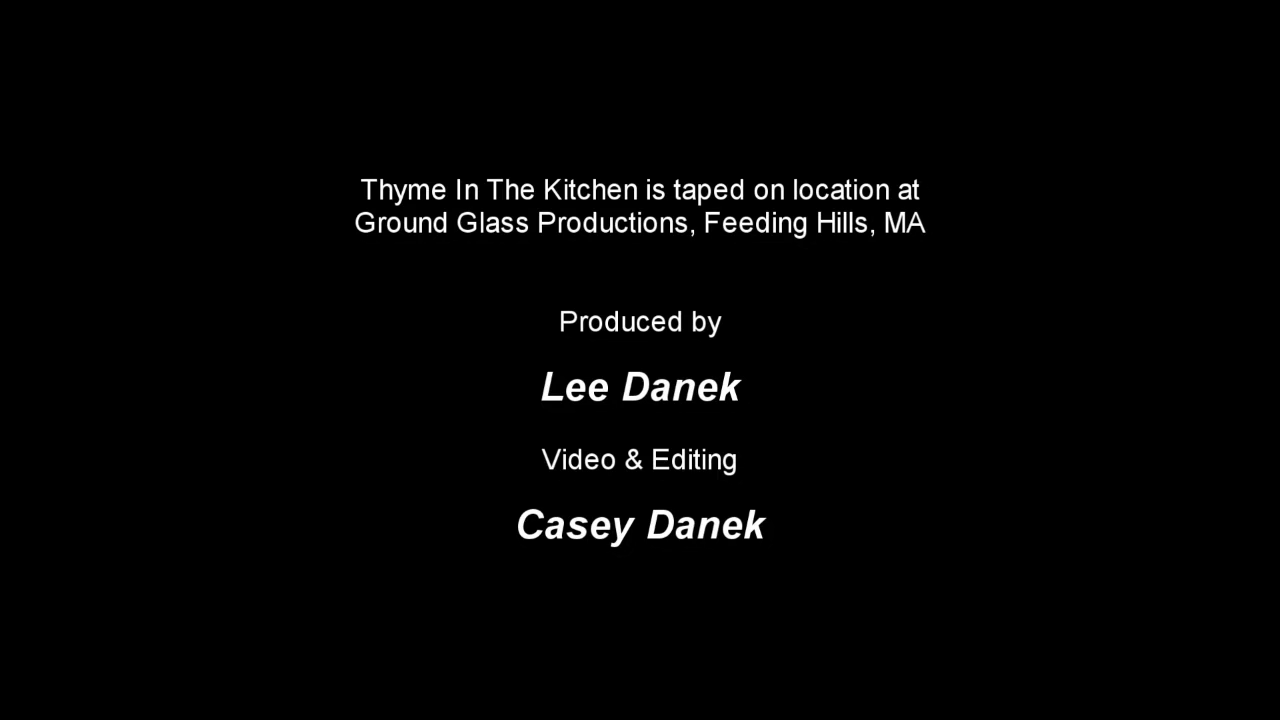 Thyme In The Kitchen is taped on location at
Ground Glass Productions, Feeding Hills, MA
Produced by
Lee Danek
Video & Editing
Casey Danek